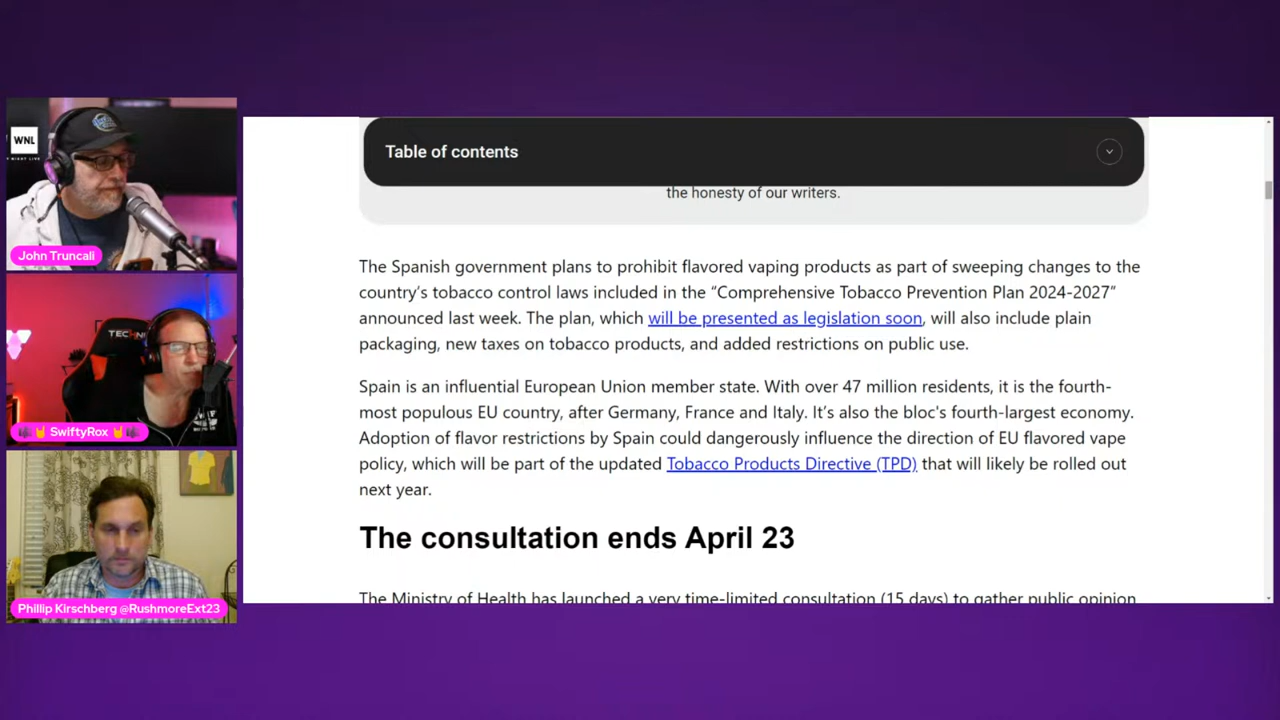 WNL
Y NIGHT LIVE
John Truncali
TECHNI
SwiftyRox
Phillip Kirschberg @RushmoreExt23
Table of contents
the honesty of our writers.
The Spanish government plans to prohibit flavored vaping products as part of sweeping changes to the
country's tobacco control laws included in the “Comprehensive Tobacco Prevention Plan 2024-2027”
announced last week. The plan, which will be presented as legislation soon, will also include plain
packaging, new taxes on tobacco products, and added restrictions on public use.
Spain is an influential European Union member state. With over 47 million residents, it is the fourth-
most populous EU country, after Germany, France and Italy. It's also the bloc's fourth-largest economy.
Adoption of flavor restrictions by Spain could dangerously influence the direction of EU flavored vape
policy, which will be part of the updated Tobacco Products Directive (TPD) that will likely be rolled out
next year.
The consultation ends April 23
The Ministry of Health has launched a very time-limited consultation (15 days) to gather public opinion